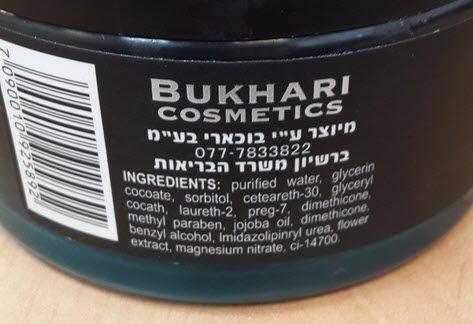 BUKHARI
COSMETICS
מיוצר ע"י בוכארי בע"מ
077-7833822
ברשיון משרד הבריאות
INGREDIENTS: purified water, glycerin
cocoate, sorbitol, ceteareth-30, glyceryl
cocath, laureth-2, preg-7, dimethicone,
methyl paraben, jojoba oil, dimethicone,
benzyl alcohol, Imidazolipinryl urea, flower
extract, magnesium nitrate, ci-14700.
7090010925892